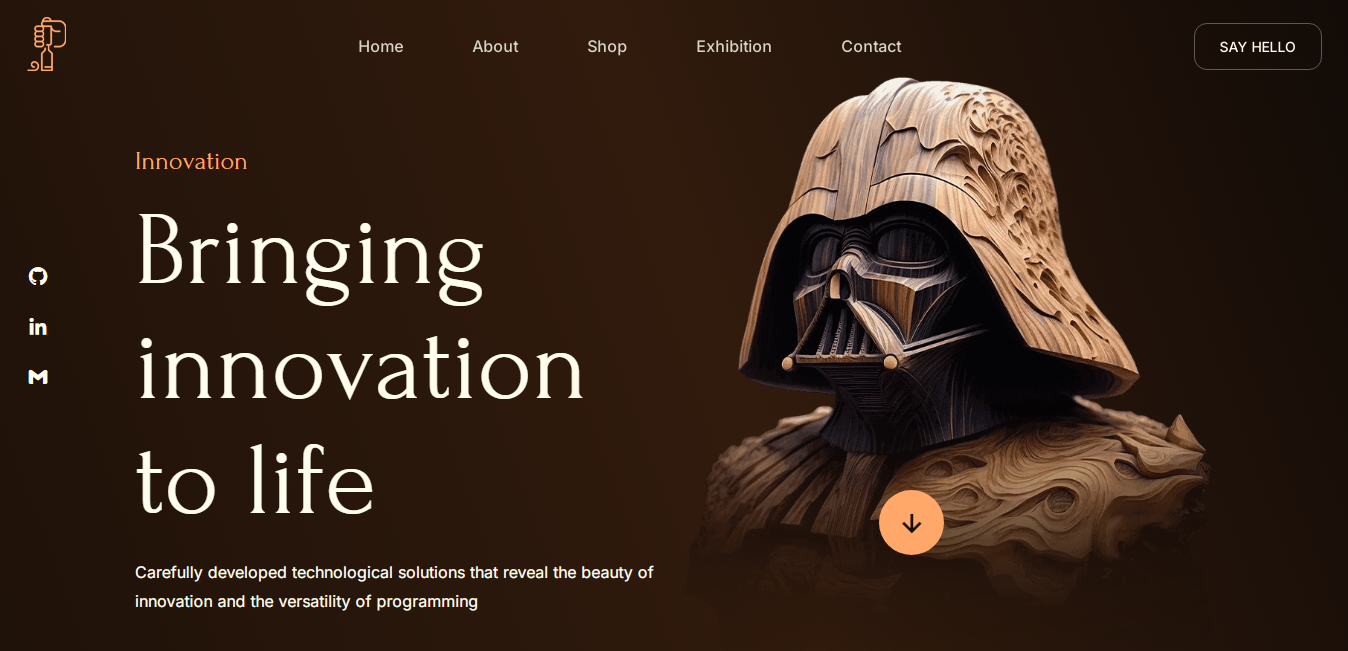 Home About Shop Exhibition Contact SAY HELLO
Innovation
Bringing
innovation
to life
in
Carefully developed technological solutions that reveal the beauty of
innovation and the versatility of programming